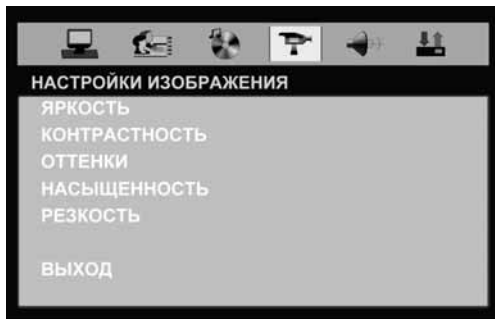 НАСТРОЙКИ ИЗОБРАЖЕНИЯ
ЯРКОСТЬ
КОНТРАСТНОСТЬ
ОТТЕНКИ
НАСЫЩЕННОСТЬ
РЕЗКОСТЬ
ВЫХОД